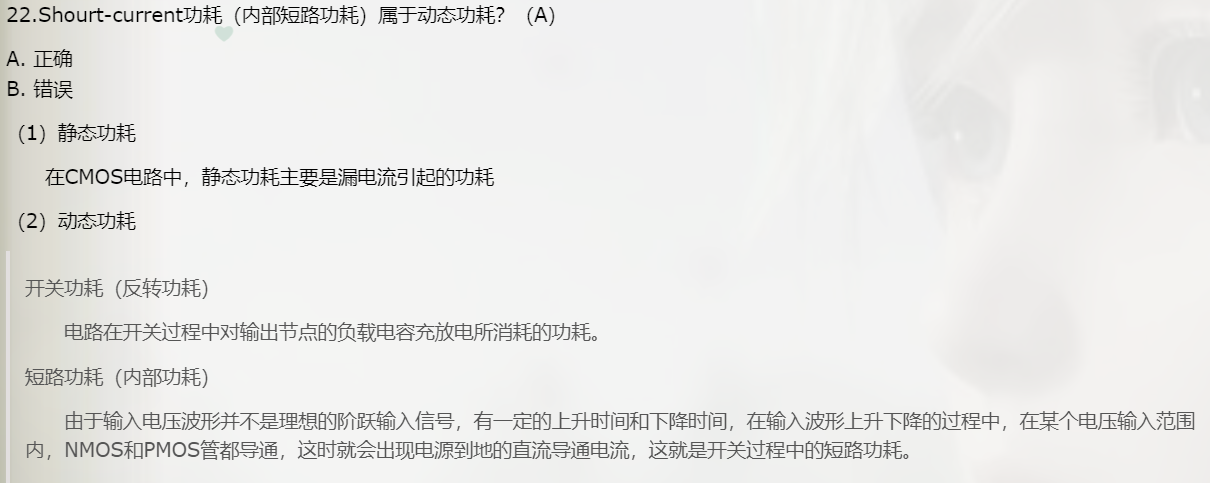 22.Shourt-current功耗（内部短路功耗）属于动态功耗？（A）
A. 正确
B. 错误
（1）静态功耗
在CMOS电路中，静态功耗主要是漏电流引起的功耗
（2）动态功耗
开关功耗（反转功耗）
电路在开关过程中对输出节点的负载电容充放电所消耗的功耗。
短路功耗（内部功耗）
由于输入电压波形并不是理想的阶跃输入信号，有一定的上升时间和下降时间，在输入波形上升下降的过程中，在某个电压输入范围
内，NMOS和PMOS管都导通，这时就会出现电源到地的直流导通电流，这就是开关过程中的短路功耗。